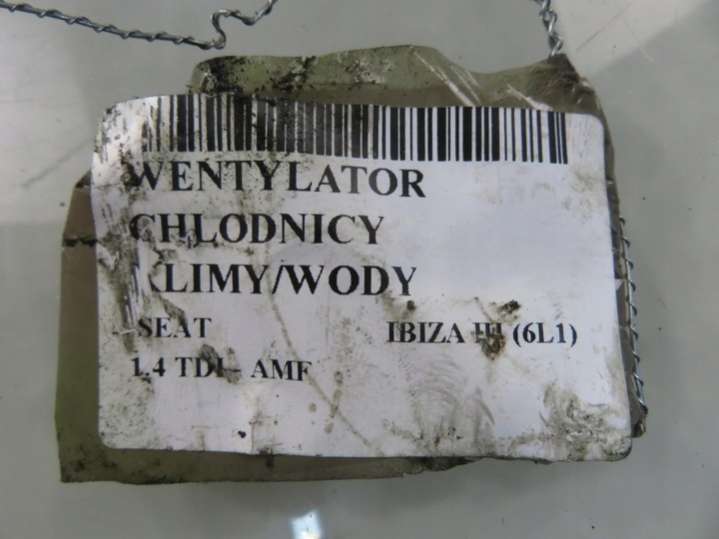 WENTYLATOR
CHLODNICY
KLIMY/WODY
SEAT IBIZA III (6L1)
1.4 TDI - AMF